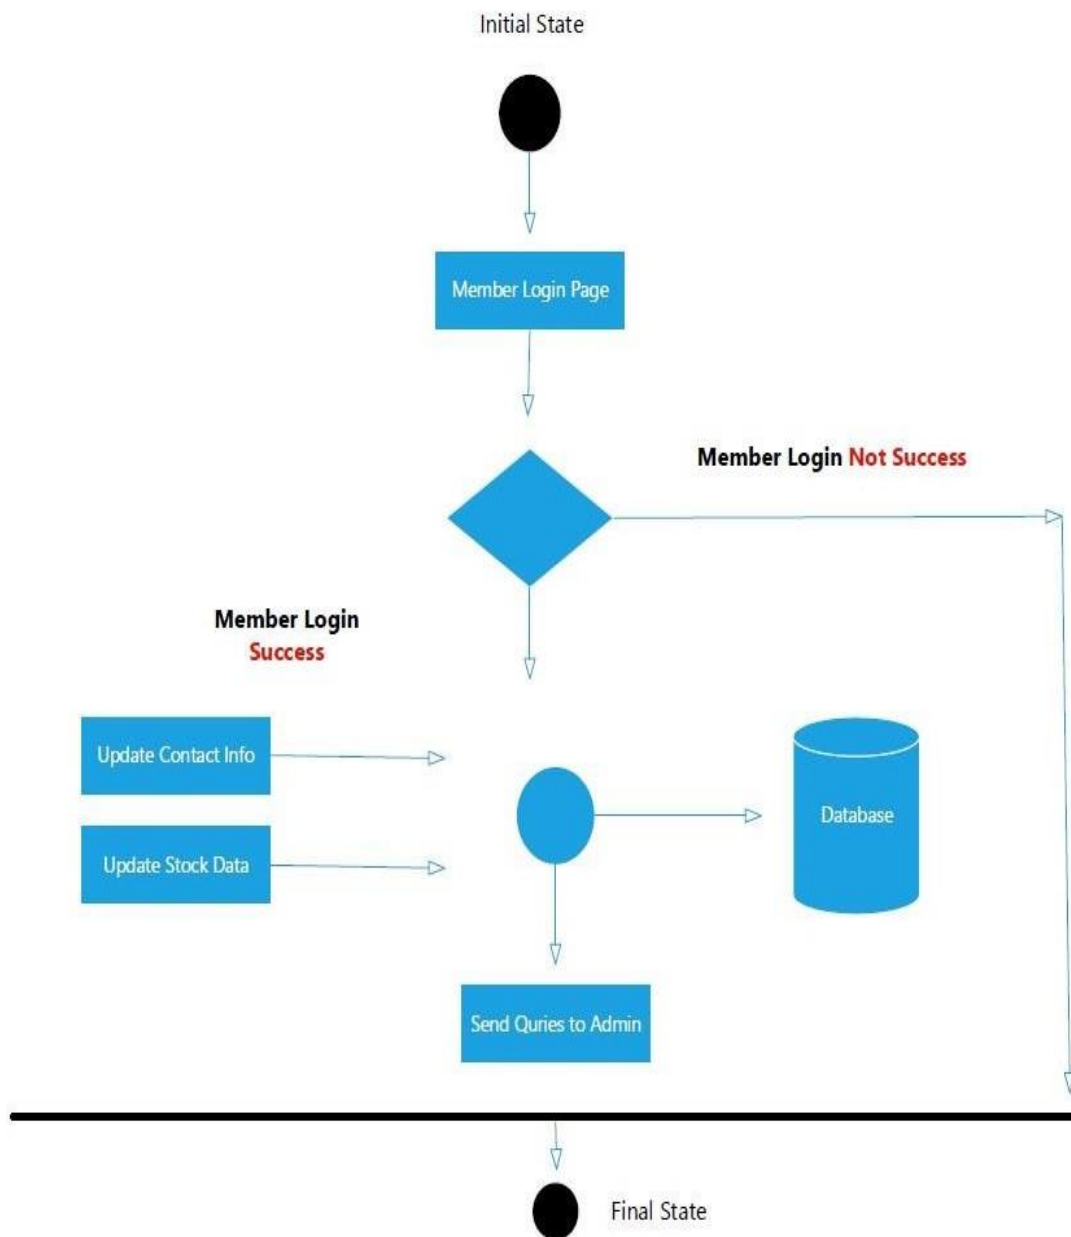 Initial State
Member Login Page
Member Login Not Success
Member Login
Success
Update Contact Info
Database
Update Stock Data
Send Quries to Admin
Final State